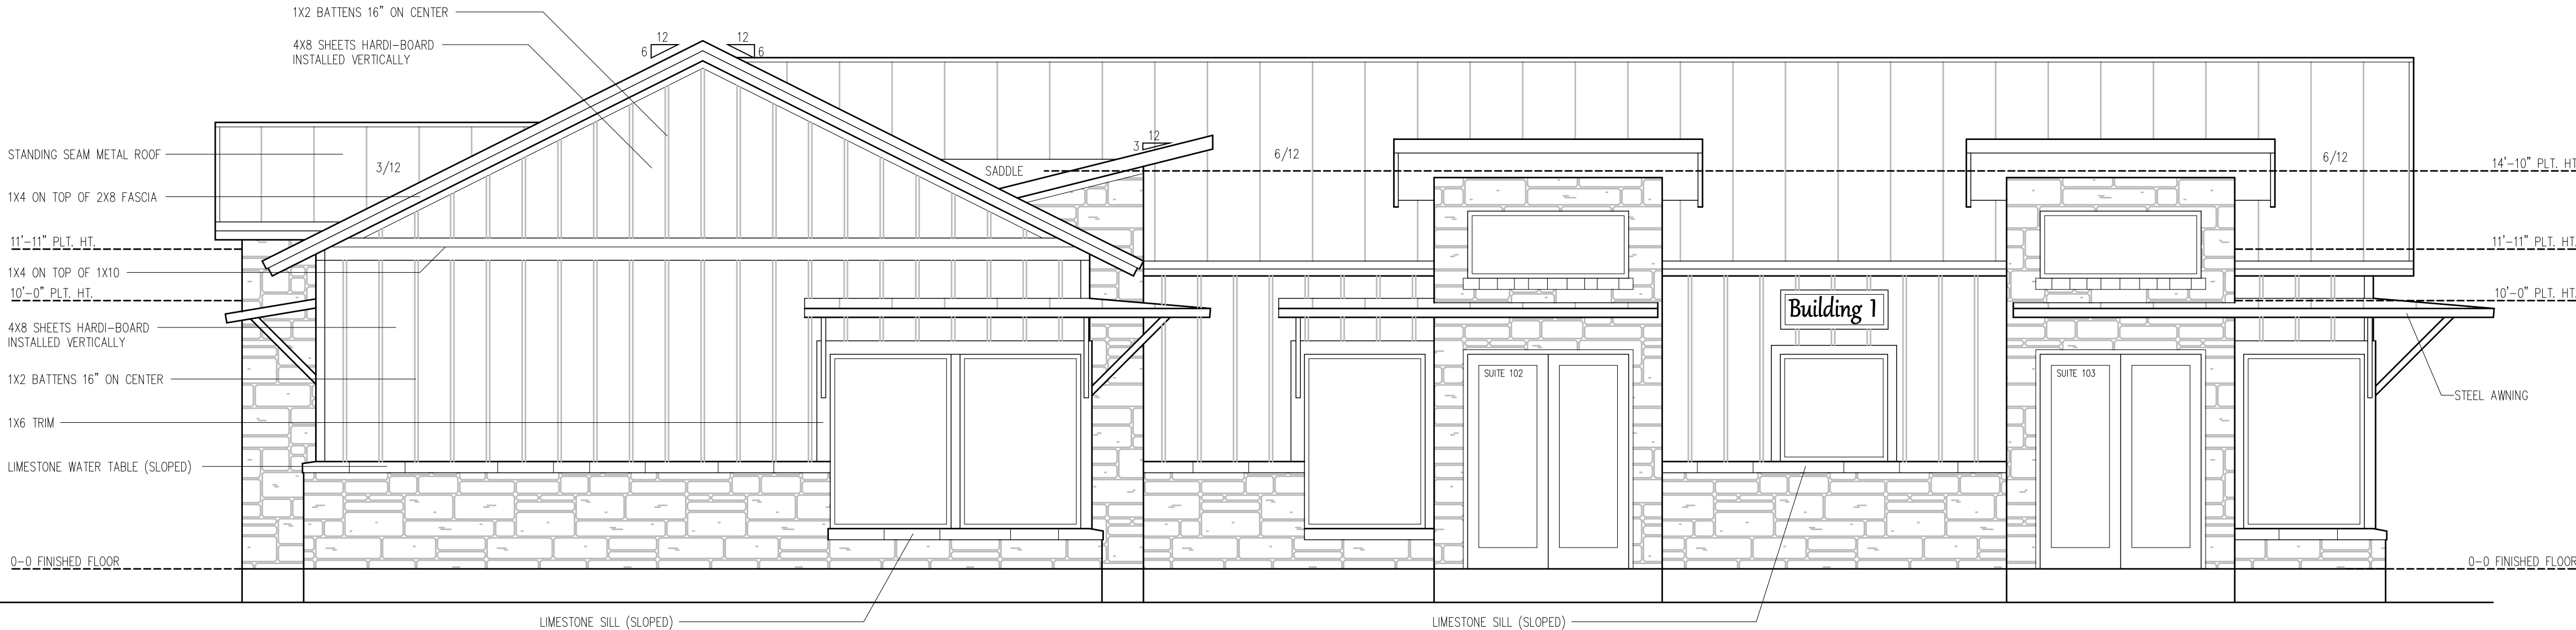 1X2 BATTENS 16" ON CENTER
4X8 SHEETS HARDI-BOARD
INSTALLED VERTICALLY
12
6
12
6
STANDING SEAM METAL ROOF
3/12
1X4 ON TOP OF 2X8 FASCIA
11'-11" PLT. HT.
1X4 ON TOP OF 1X10
10'-0" PLT. HT.
4X8 SHEETS HARDI-BOARD
INSTALLED VERTICALLY
1X2 BATTENS 16" ON CENTER
1X6 TRIM
LIMESTONE WATER TABLE (SLOPED)
0-0 FINISHED FLOOR
LIMESTONE SILL (SLOPED)
SADDLE
12
3
6/12
6/12
14'-10" PLT. HT
11'-11" PLT. HT.
10'-0" PLT. HT.
Building 1
SUITE 102
SUITE 103
STEEL AWNING
0-0 FINISHED FLOOR
LIMESTONE SILL (SLOPED)